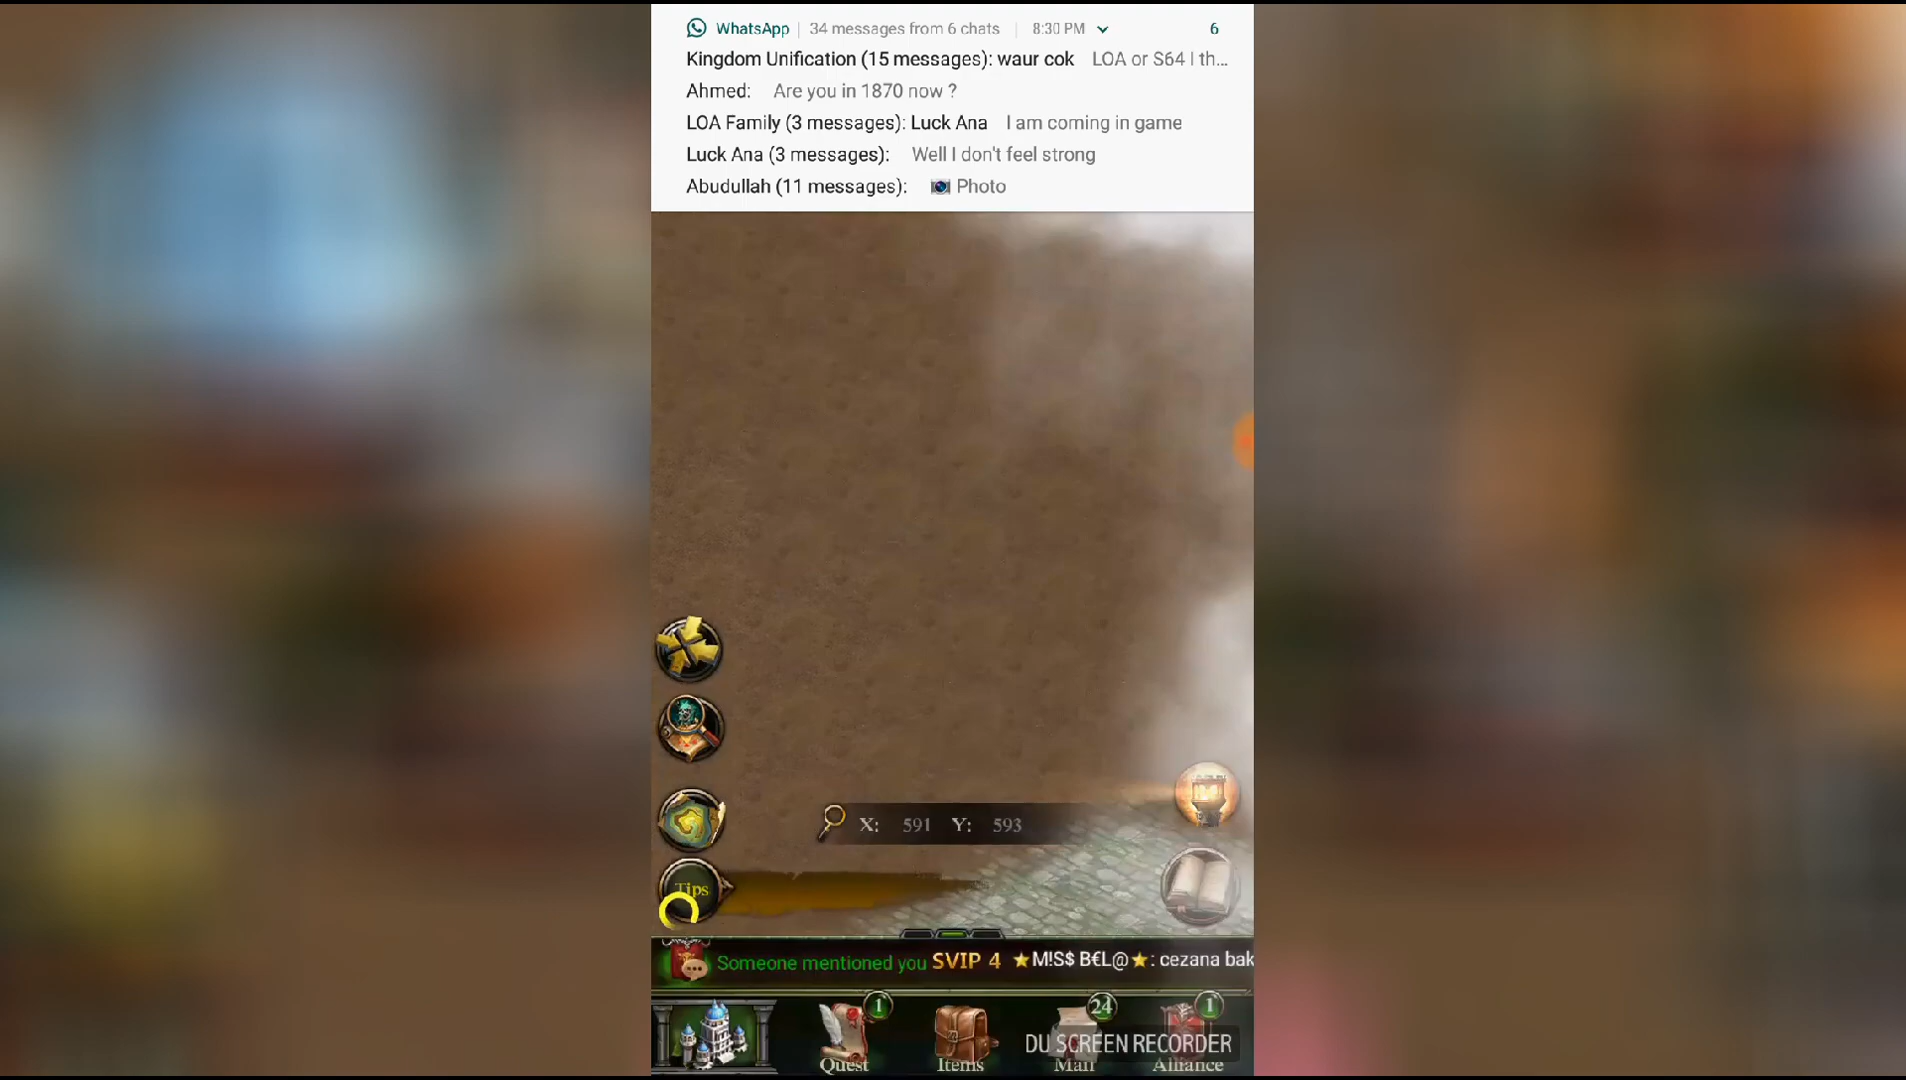 WhatsApp | 34 messages from 6 chats | 8:30 PM 6
Kingdom Unification (15 messages): waur cok LOA or S64 I th...
Ahmed: Are you in 1870 now ?
LOA Family (3 messages): Luck Ana I am coming in game
Luck Ana (3 messages): Well I don't feel strong
Abudullah (11 messages): 📷 Photo
X: 591 Y: 593
Tips
Someone mentioned you SVIP 4 ★M!S$ B€L@★: cezana bak
1 24 1
DU SCREEN RECORDER
Quest Items Mail Alliance